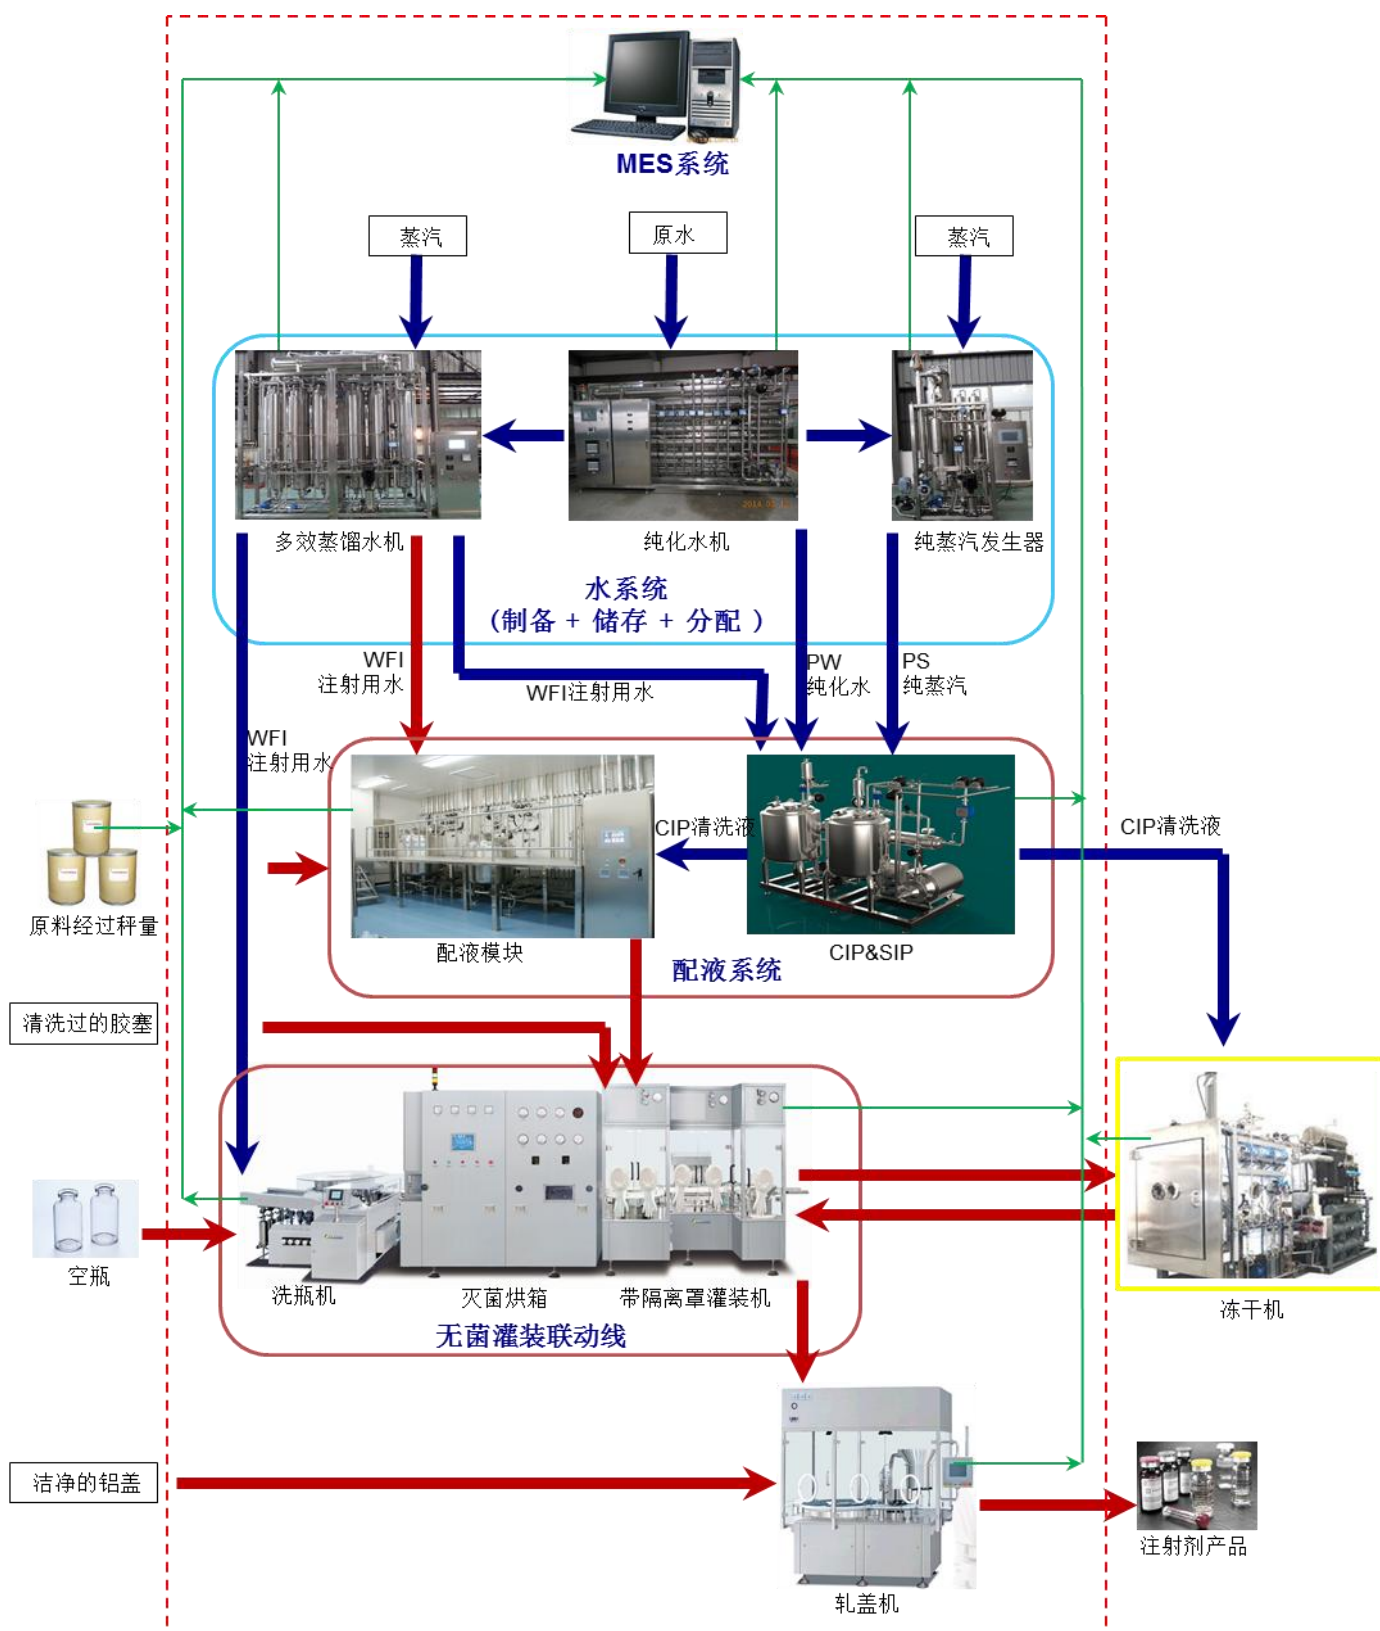 MES系统
蒸汽
原水
蒸汽
多效蒸馏水机
纯化水机
纯蒸汽发生器
水系统
(制备 + 储存 + 分配 )
WFI
注射用水
WFI注射用水
PW
纯化水
PS
纯蒸汽
WFI
注射用水
CIP清洗液
CIP清洗液
原料经过秤量
配液模块
CIP&SIP
配液系统
清洗过的胶塞
空瓶
洗瓶机
灭菌烘箱
带隔离罩灌装机
冻干机
无菌灌装联动线
洁净的铝盖
注射剂产品
轧盖机